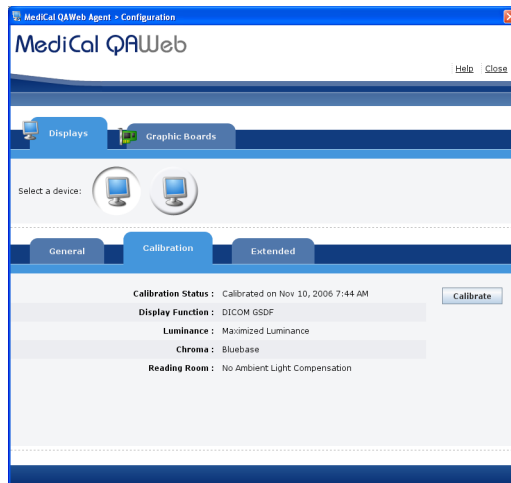 MediCal QAWeb Agent > Configuration
MediCal QAWeb
Help Close
Displays Graphic Boards
Select a device:
General Calibration Extended
Calibration Status : Calibrated on Nov 10, 2006 7:44 AM Calibrate
Display Function : DICOM GSDF
Luminance : Maximized Luminance
Chroma : Bluebase
Reading Room : No Ambient Light Compensation